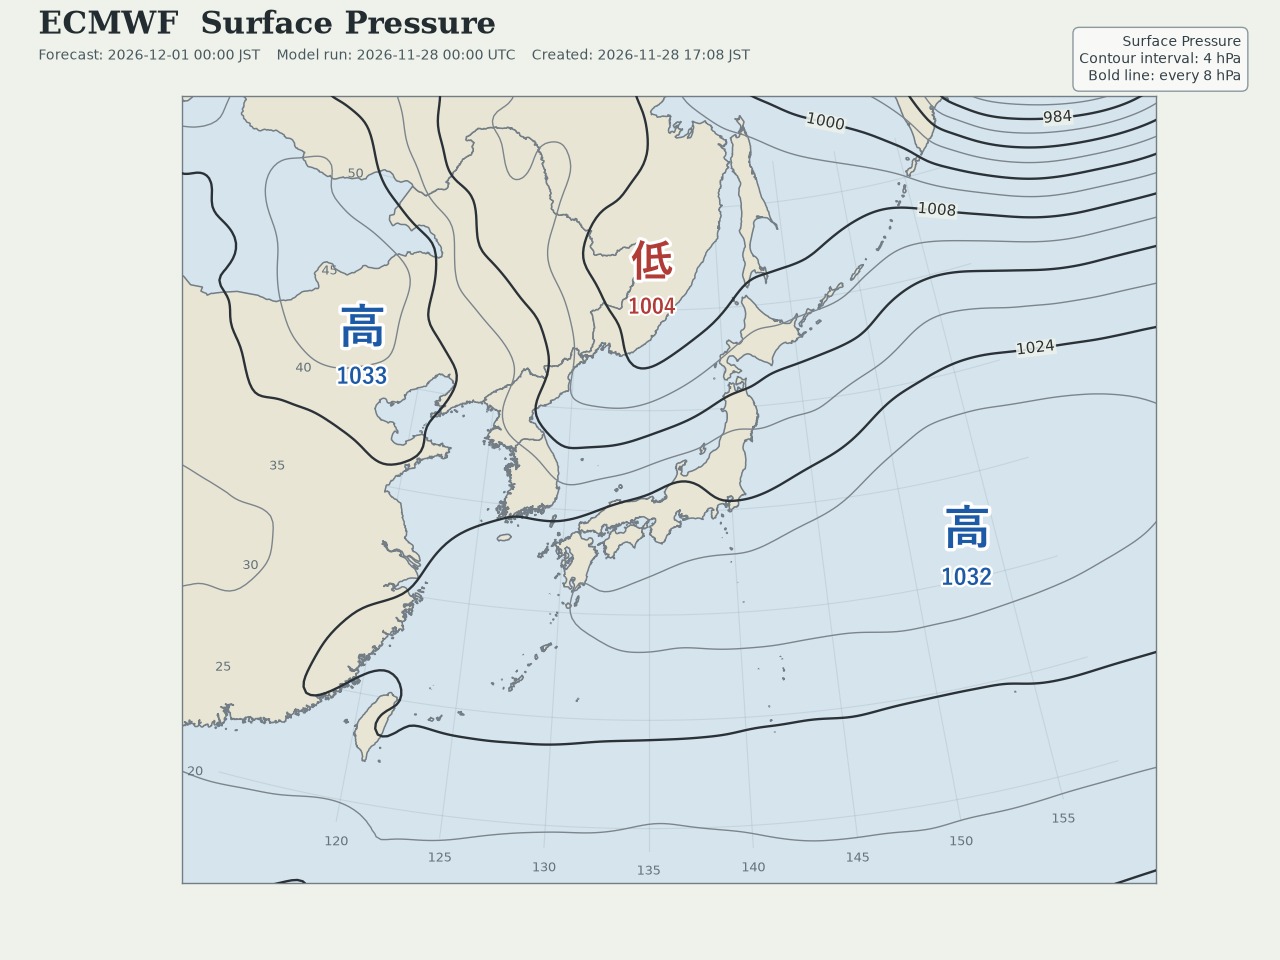 ECMWF  Surface Pressure
Forecast: 2026-12-01 00:00 JST    Model run: 2026-11-28 00:00 UTC    Created: 2026-11-28 17:08 JST
Surface Pressure
Contour interval: 4 hPa
Bold line: every 8 hPa
984
1000
50
1008
低
45
1004
高
1024
40
1033
35
高
30
1032
25
20
155
120
150
125
145
130
140
135